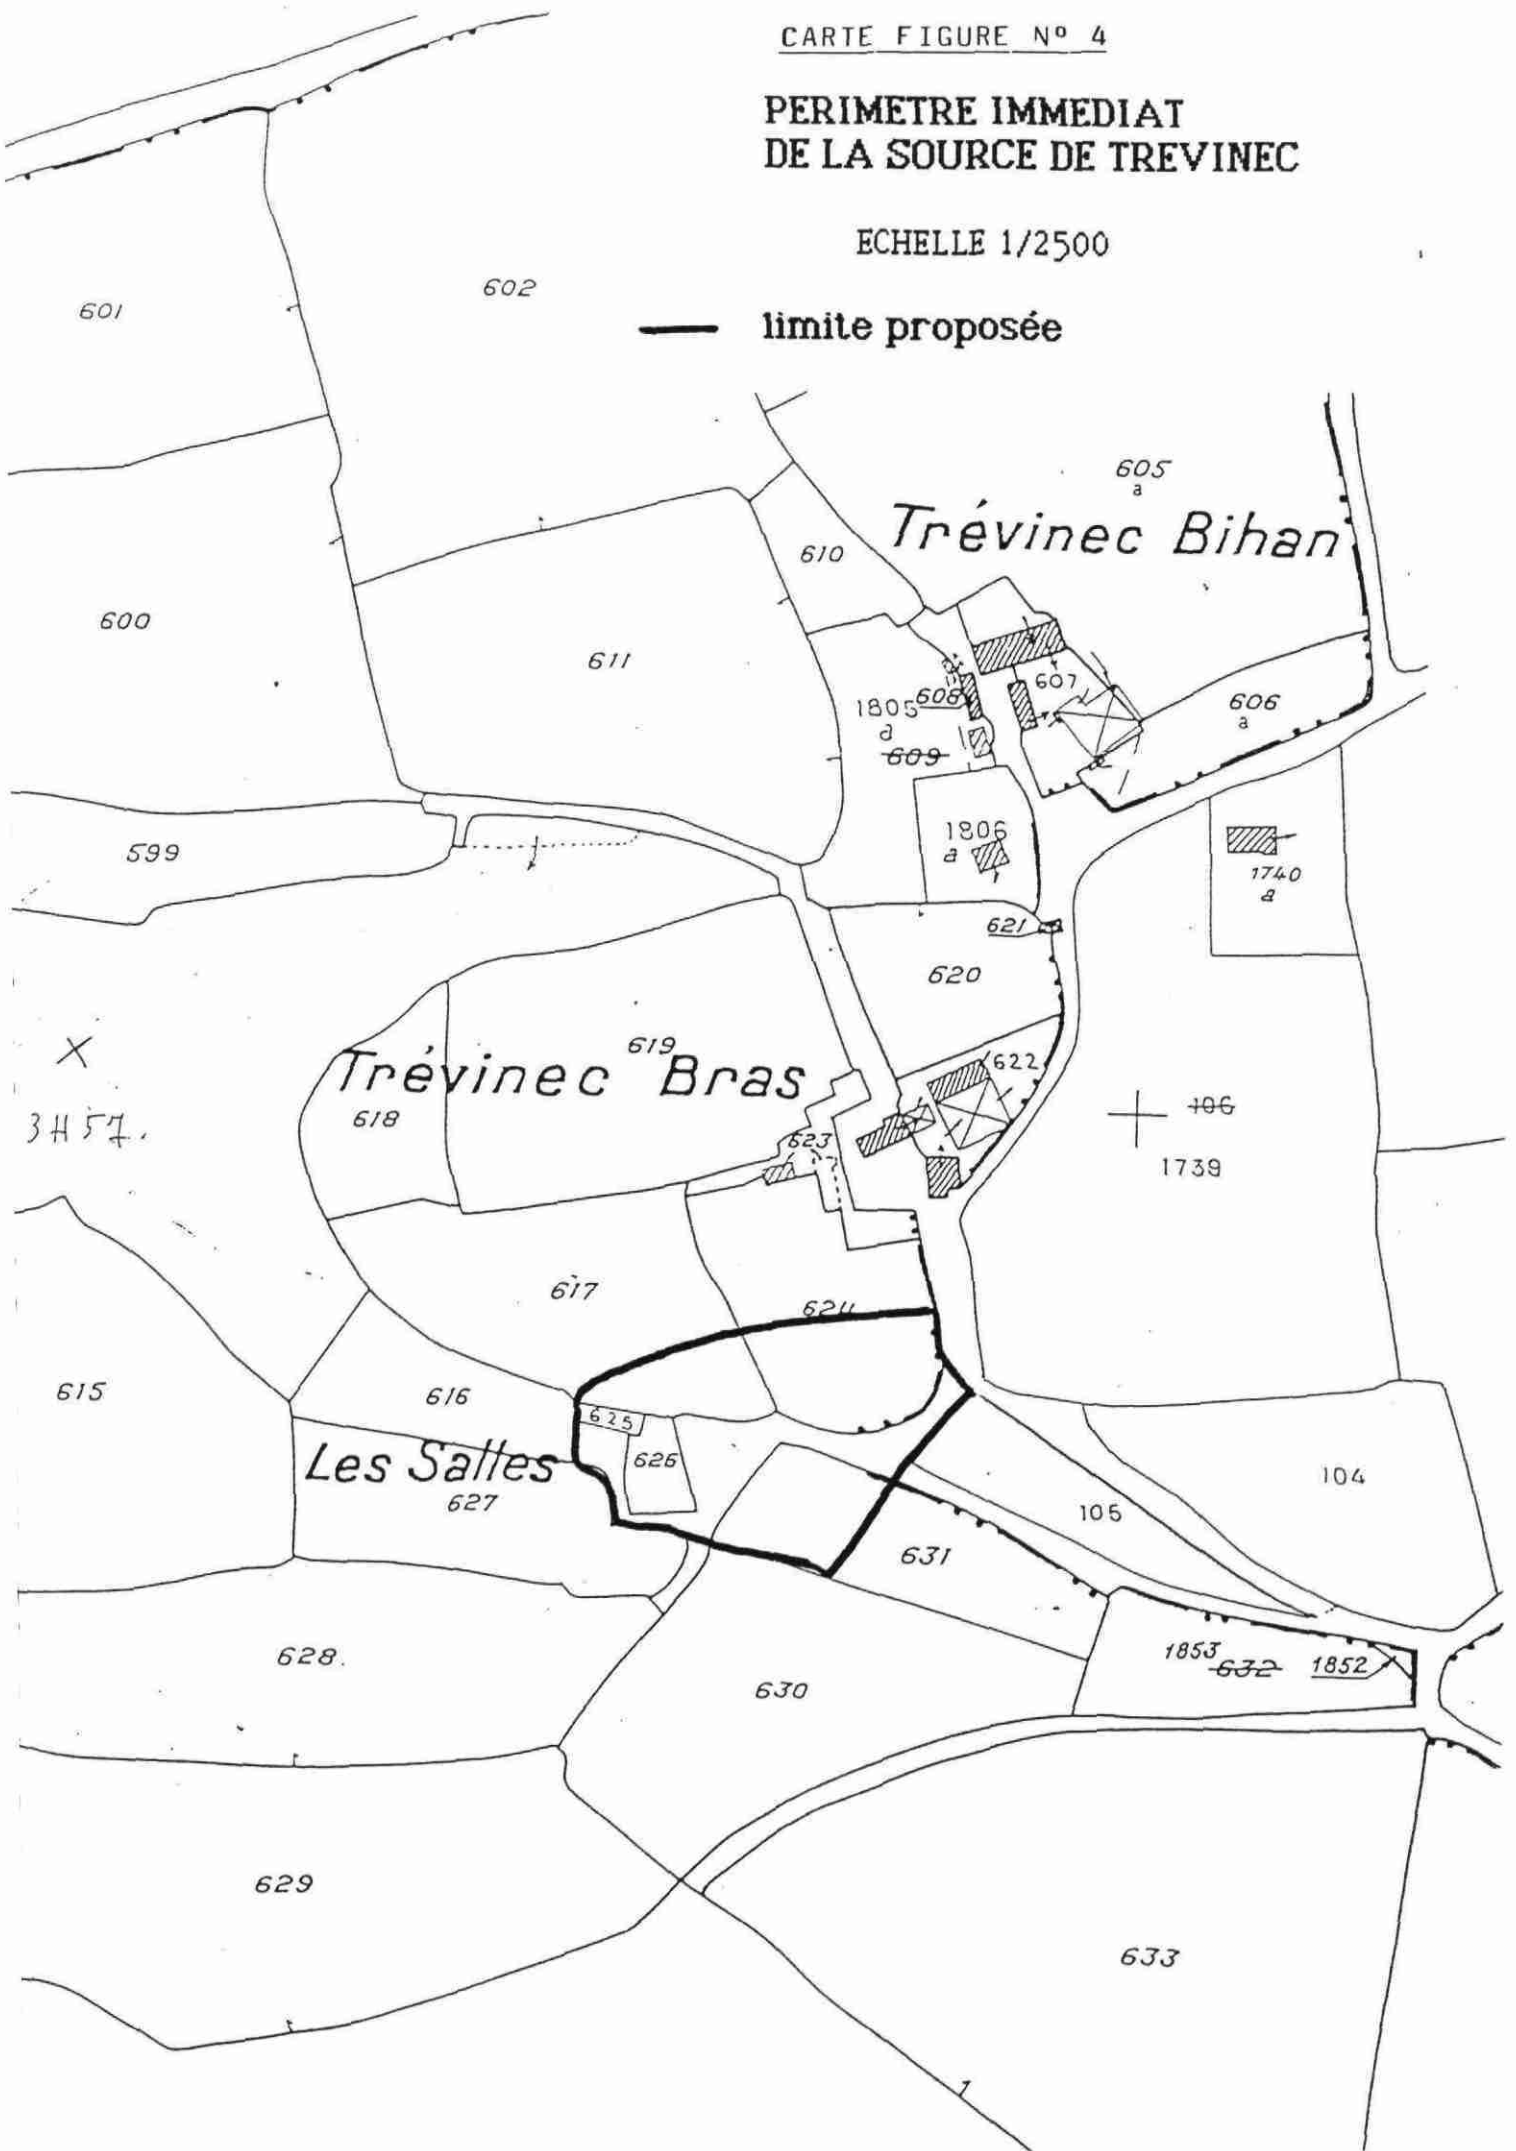 CARTE FIGURE Nº 4
PERIMETRE IMMEDIAT
DE LA SOURCE DE TREVINEC
ECHELLE 1/2500
limite proposée
601
602
605
a
Trévinec Bihan
610
600
611
607
608
1805
a
609
606
a
1806
a
599
1740
a
621
620
619
Trévinec Bras
622
618
3H57.
106
623
1739
617
624
615
616
625
Les Salles
626
627
104
105
631
628.
1853
632
1852
630
629
633